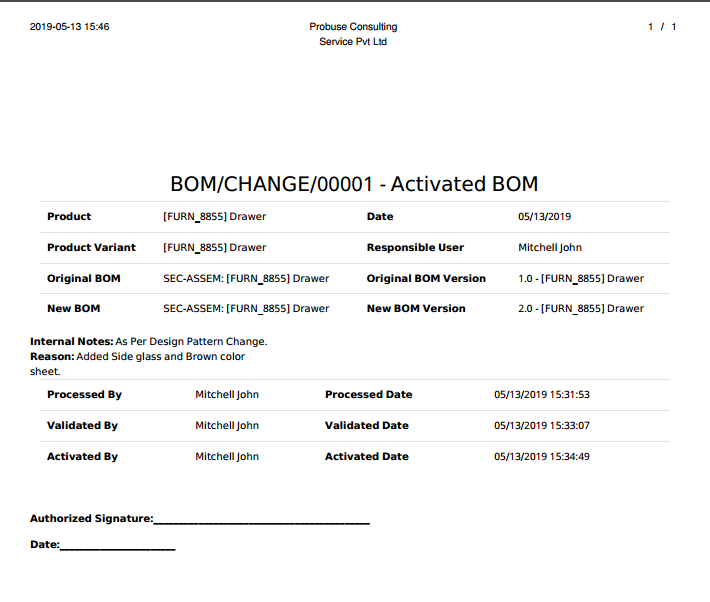 2019-05-13 15:46 Probuse Consulting 1 / 1
Service Pvt Ltd
BOM/CHANGE/00001 - Activated BOM
Product [FURN_8855] Drawer Date 05/13/2019
Product Variant [FURN_8855] Drawer Responsible User Mitchell John
Original BOM SEC-ASSEM: [FURN_8855] Drawer Original BOM Version 1.0 - [FURN_8855] Drawer
New BOM SEC-ASSEM: [FURN_8855] Drawer New BOM Version 2.0 - [FURN_8855] Drawer
Internal Notes: As Per Design Pattern Change.
Reason: Added Side glass and Brown color
sheet.
Processed By Mitchell John Processed Date 05/13/2019 15:31:53
Validated By Mitchell John Validated Date 05/13/2019 15:33:07
Activated By Mitchell John Activated Date 05/13/2019 15:34:49
Authorized Signature:
Date: